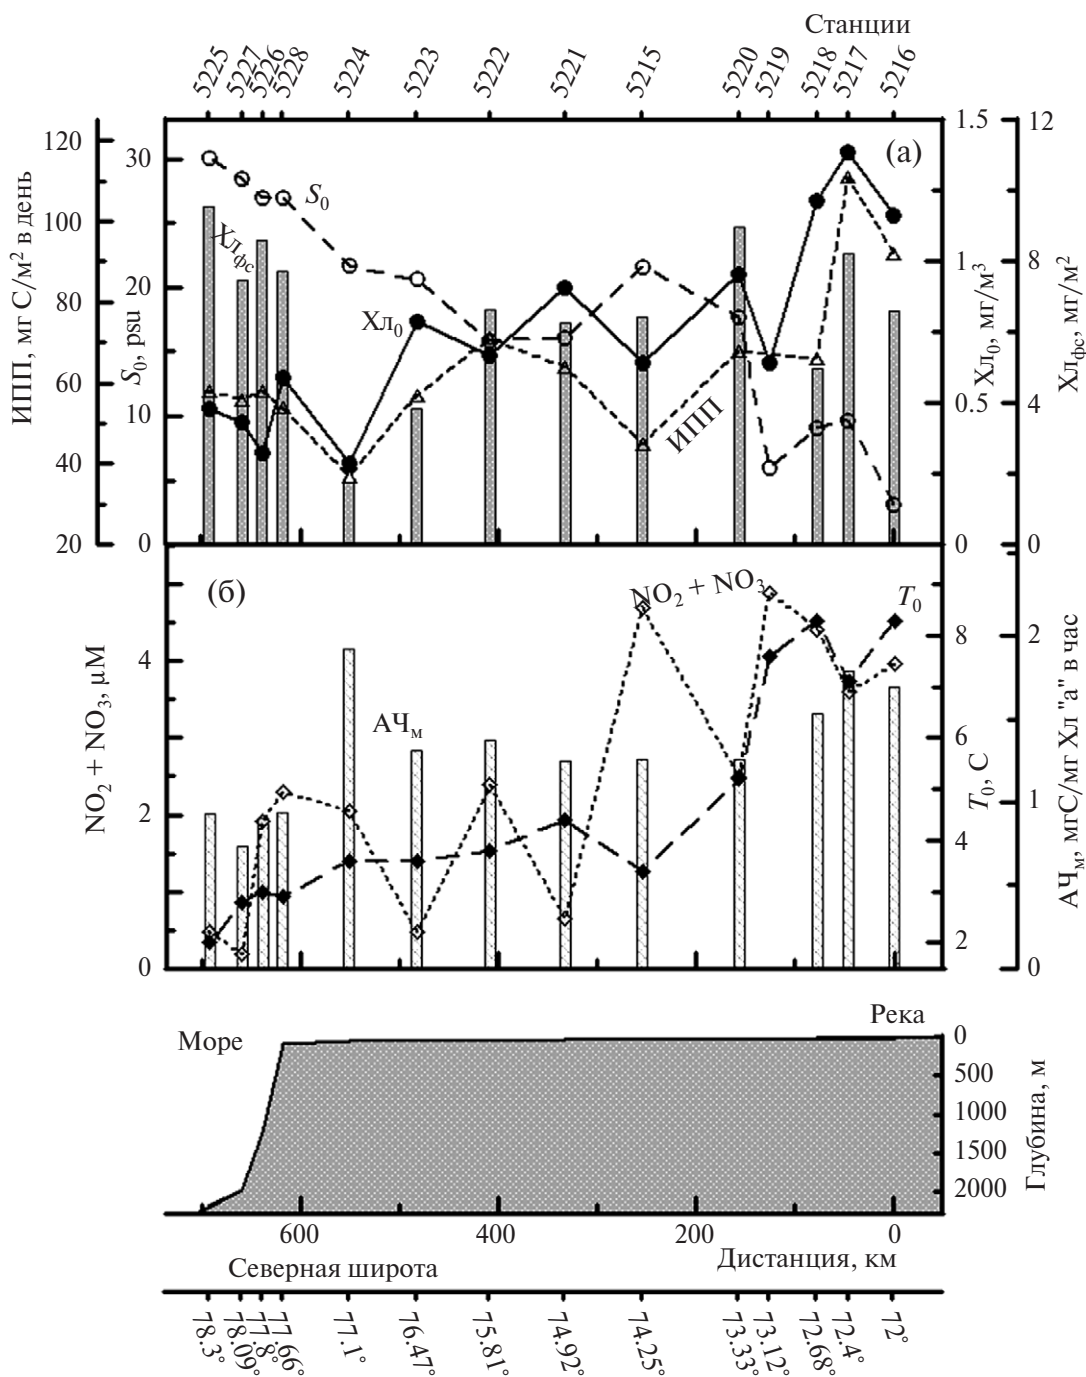 Станции
5225 5227 5226 5228 5224 5223 5222 5221 5215 5220 5219 5218 5217 5216
(а)
ИПП, мг С/м² в день
120
100
80
60
40
20
S₀, psu
30
20
10
0
S₀
Хлфс
Хл₀
ИПП
1.5
1.0
0.5
0
Хл₀, мг/м³
12
8
4
0
Хлфс, мг/м²
(б)
NO₂ + NO₃
T₀
АЧм
NO₂ + NO₃, μM
4
2
0
8
6
4
2
T₀, С
2
1
0
АЧм, мгС/мг Хл "а" в час
Море
Река
0
500
1000
1500
2000
Глубина, м
600 400 200 0
Дистанция, км
Северная широта
78.3° 78.09° 77.8° 77.66° 77.1° 76.47° 75.81° 74.92° 74.25° 73.33° 73.12° 72.68° 72.4° 72°